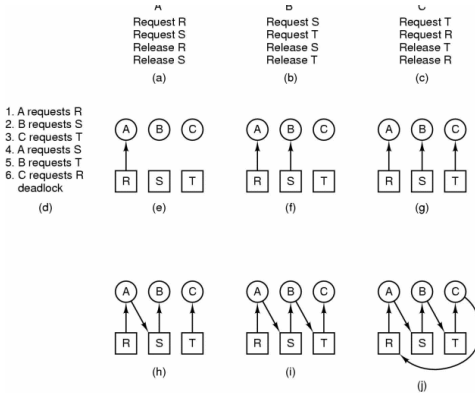 A B C
Request R Request S Request T
Request S Request T Request R
Release R Release S Release T
Release S Release T Release R
(a) (b) (c)
1. A requests R
2. B requests S
3. C requests T
4. A requests S
5. B requests T
6. C requests R
deadlock
(d)
A B C
R S T
(e)
A B C
R S T
(f)
A B C
R S T
(g)
A B C
R S T
(h)
A B C
R S T
(i)
A B C
R S T
(j)